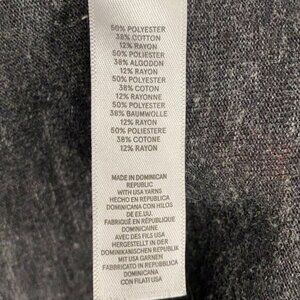 50% POLYESTER
38% COTTON
12% RAYON
50% POLIESTER
38% ALGODON
12% RAYON
50% POLYESTER
38% COTON
12% RAYONNE
50% POLYESTER
38% BAUMWOLLE
12% RAYON
50% POLIESTERE
38% COTONE
12% RAYON
MADE IN DOMINICAN
REPUBLIC
WITH USA YARNS
HECHO EN REPUBLICA
DOMINICANA CON HILOS
DE EE.UU.
FABRIQUÉ EN RÉPUBLIQUE
DOMINICAINE
AVEC DES FILS USA
HERGESTELLT IN DER
DOMINIKANISCHEN REPUBLIK
MIT USA GARNEN
FABRICATO IN REPUBBLICA
DOMINICANA
CON FILATI USA